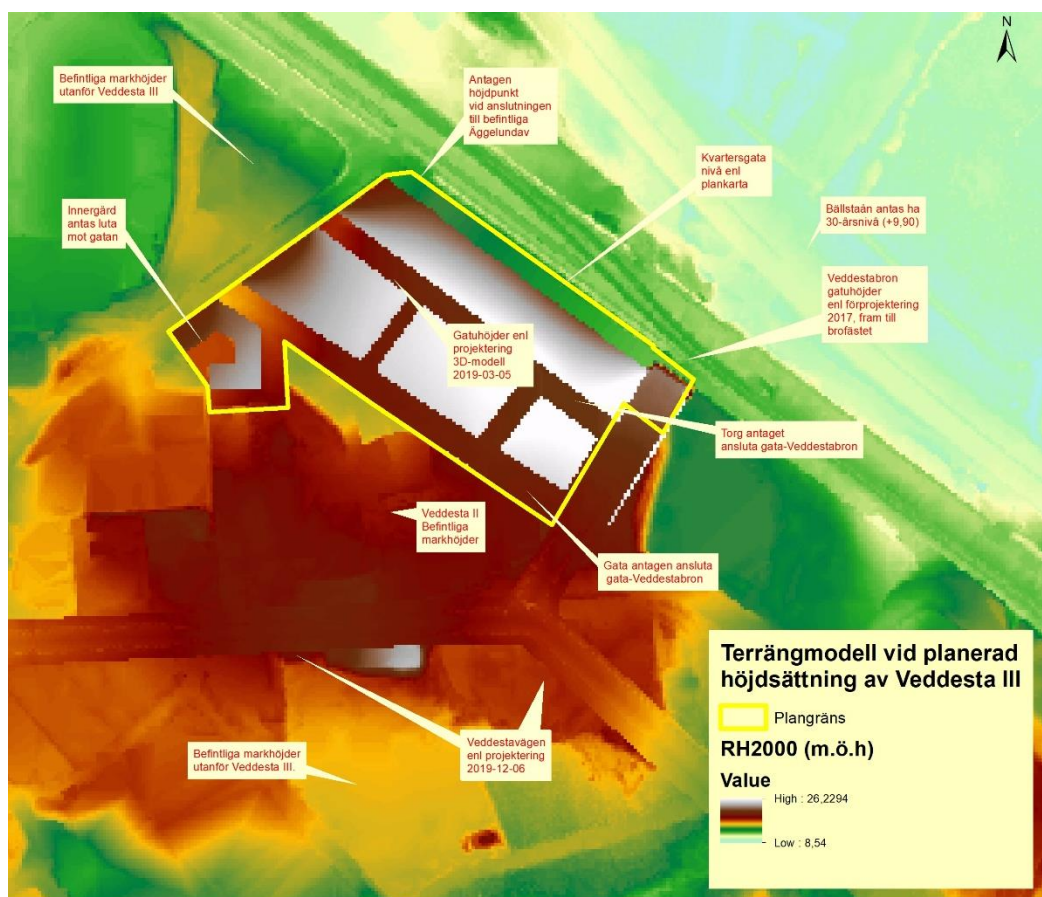 N
Befintliga markhöjder
utanför Veddesta III
Antagen
höjdpunkt
vid anslutningen
till befintliga
Äggelundav
Kvartersgata
nivå enl
plankarta
Innergård
antas luta
mot gatan
Bällstaån antas ha
30-årsnivå (+9,90)
Veddestabron
gatuhöjder
enl förprojektering
2017, fram till
brofästet
Gatuhöjder enl
projektering
3D-modell
2019-03-05
Torg antaget
ansluta gata-Veddestabron
Veddesta II
Befintliga
markhöjder
Gata antagen ansluta
gata-Veddestabron
Veddestavägen
enl projektering
2019-12-06
Befintliga markhöjder
utanför Veddesta III.
Terrängmodell vid planerad
höjdsättning av Veddesta III
Plangräns
RH2000 (m.ö.h)
Value
High : 26,2294
Low : 8,54